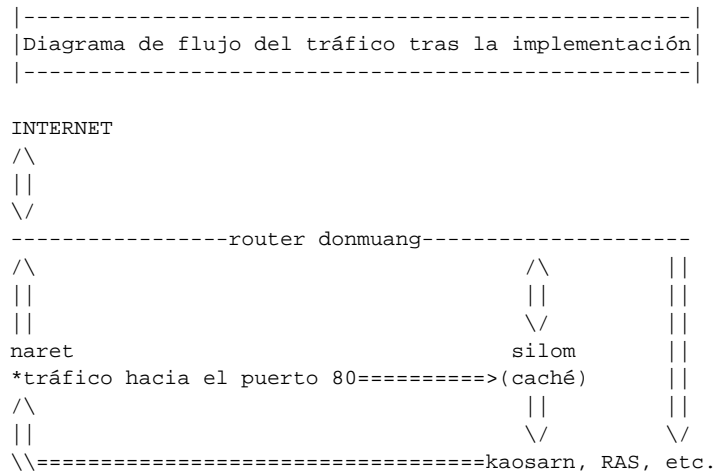 |----------------------------------------------------|
|Diagrama de flujo del tráfico tras la implementación|
|----------------------------------------------------|
INTERNET
/\
||
\/
-----------------router donmuang---------------------
/\ /\ ||
|| || ||
|| \/ ||
naret silom ||
*tráfico hacia el puerto 80==========>(caché) ||
/\ || ||
|| \/ \/
\\===================================kaosarn, RAS, etc.